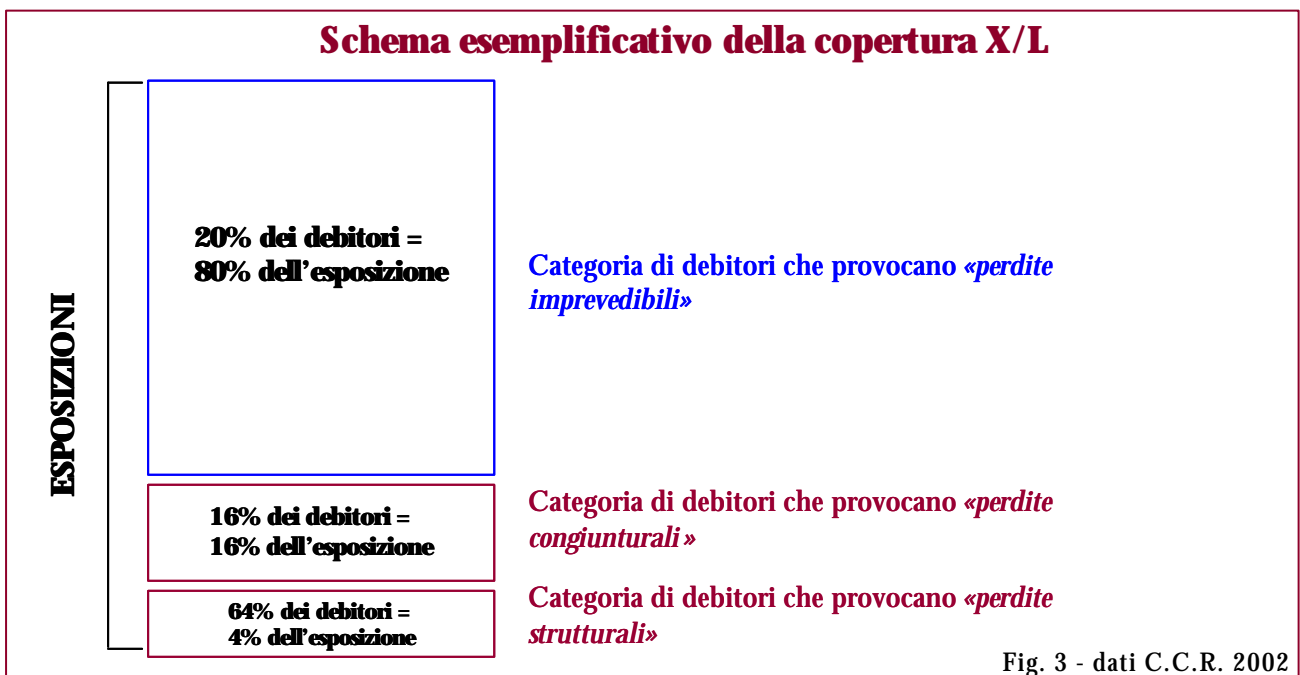 Schema esemplificativo della copertura X/L
ESPOSIZIONI
20% dei debitori =
80% dell'esposizione
Categoria di debitori che provocano «perdite
imprevedibili»
16% dei debitori =
16% dell'esposizione
Categoria di debitori che provocano «perdite
congiunturali»
64% dei debitori =
4% dell'esposizione
Categoria di debitori che provocano «perdite
strutturali»
Fig. 3 - dati C.C.R. 2002